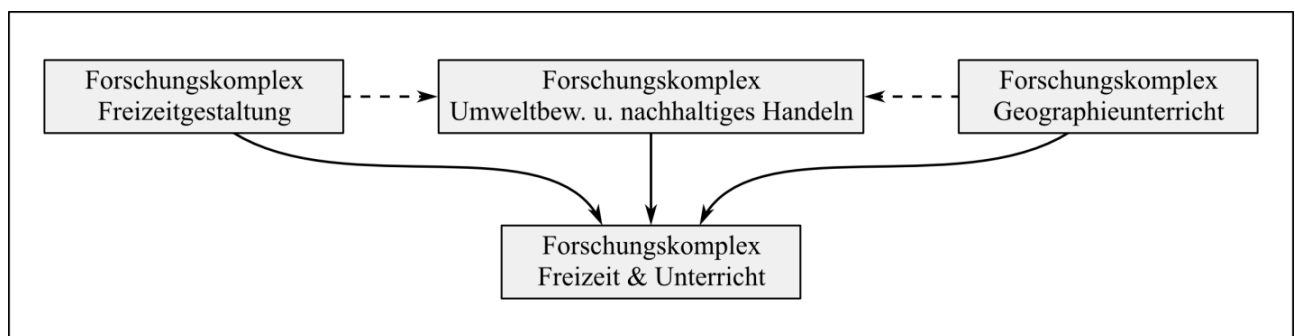 Forschungskomplex
Freizeitgestaltung
Forschungskomplex
Umweltbew. u. nachhaltiges Handeln
Forschungskomplex
Geographieunterricht
Forschungskomplex
Freizeit & Unterricht